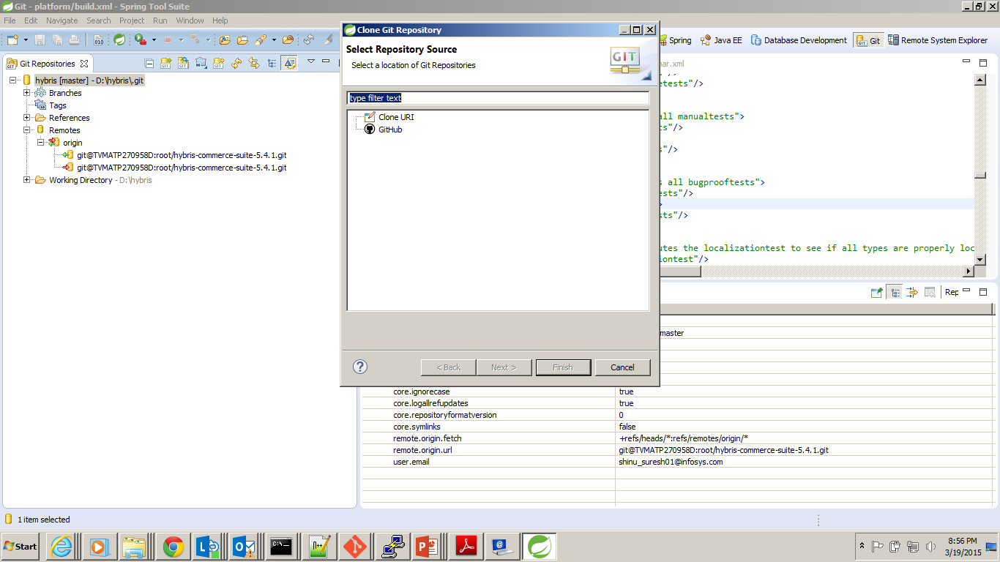 Git - platform/build.xml - Spring Tool Suite
File Edit Navigate Search Project Run Window Help
Spring Java EE Database Development Git Remote System Explorer
Git Repositories
hybris [master] - D:\hybris\.git
Branches
Tags
References
Remotes
origin
git@TVMATP270958D:root/hybris-commerce-suite-5.4.1.git
git@TVMATP270958D:root/hybris-commerce-suite-5.4.1.git
Working Directory - D:\hybris
Clone Git Repository
Select Repository Source
Select a location of Git Repositories
GIT
type filter text
Clone URI
GitHub
< Back Next > Finish Cancel
nar.xml
etests"/>
all manualtests">
s"/>
"/>
s all bugprooftests">
ests"/>
>
sts"/>
utes the localizationtest to see if all types are properly loc
iontest"/>
Rep
master
core.ignorecase true
core.logallrefupdates true
core.repositoryformatversion 0
core.symlinks false
remote.origin.fetch +refs/heads/*:refs/remotes/origin/*
remote.origin.url git@TVMATP270958D:root/hybris-commerce-suite-5.4.1.git
user.email shinu_suresh01@infosys.com
1 item selected
Start
8:56 PM
3/19/2015